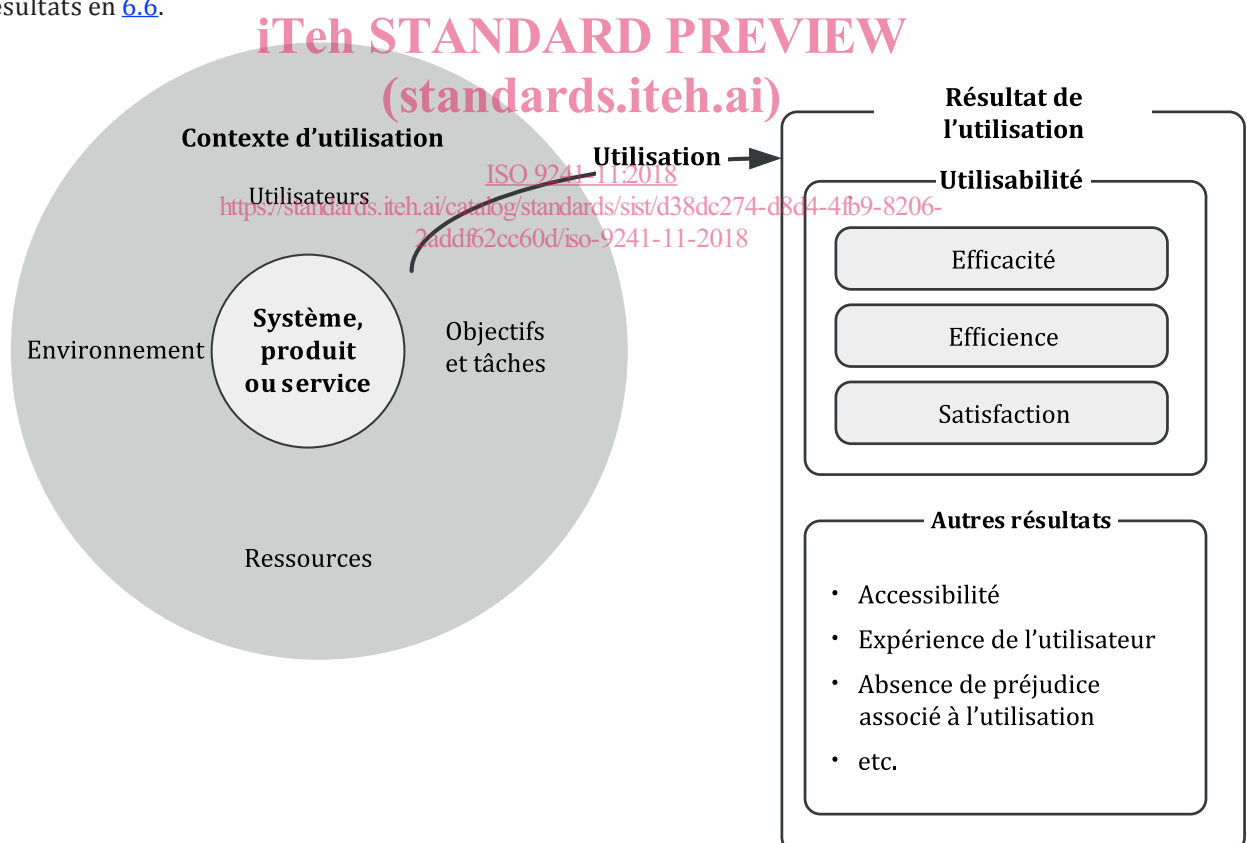 ésultats en 6.6.
iTeh STANDARD PREVIEW
(standards.iteh.ai)
Contexte d’utilisation
Utilisation
ISO 9241-11:2018
Utilisateurs
https://standards.iteh.ai/catalog/standards/sist/d38dc274-d8d4-4fb9-8206-
2addf62cc60d/iso-9241-11-2018
Système,
produit
ou service
Environnement
Objectifs
et tâches
Ressources
Résultat de
l’utilisation
Utilisabilité
Efficacité
Efficience
Satisfaction
Autres résultats
• Accessibilité
• Expérience de l’utilisateur
• Absence de préjudice
associé à l’utilisation
• etc.